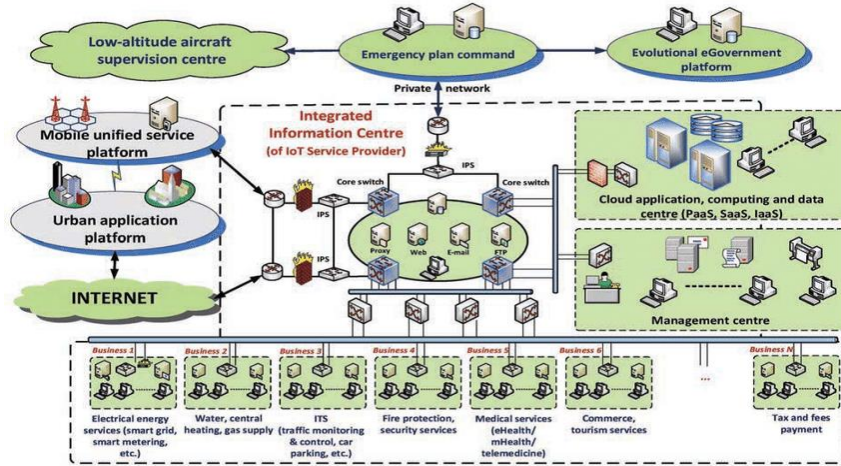 Low-altitude aircraft
supervision centre
Emergency plan command
Evolutional eGovernment
platform
Private network
Mobile unified service
platform
Integrated
Information Centre
(of IoT Service Provider)
IPS
Core switch
Core switch
IPS
Cloud application, computing and data
centre (PaaS, SaaS, IaaS)
Urban application
platform
Proxy
Web
E-mail
FTP
IPS
INTERNET
Management centre
Business 1
Business 2
Business 3
Business 4
Business 5
Business 6
...
Business N
Electrical energy
services (smart grid,
smart metering,
etc.)
Water, central
heating, gas supply
ITS
(traffic monitoring
& control, car
parking, etc.)
Fire protection,
security services
Medical services
(eHealth/
mHealth/
telemedicine)
Commerce,
tourism services
Tax and fees
payment